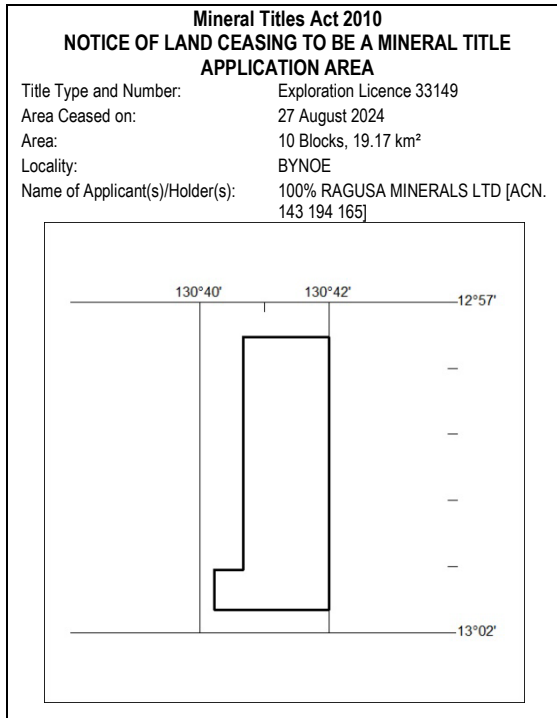 Mineral Titles Act 2010
NOTICE OF LAND CEASING TO BE A MINERAL TITLE
APPLICATION AREA
Title Type and Number: Exploration Licence 33149
Area Ceased on: 27 August 2024
Area: 10 Blocks, 19.17 km²
Locality: BYNOE
Name of Applicant(s)/Holder(s): 100% RAGUSA MINERALS LTD [ACN.
143 194 165]
130°40' 130°42'
12°57'
13°02'